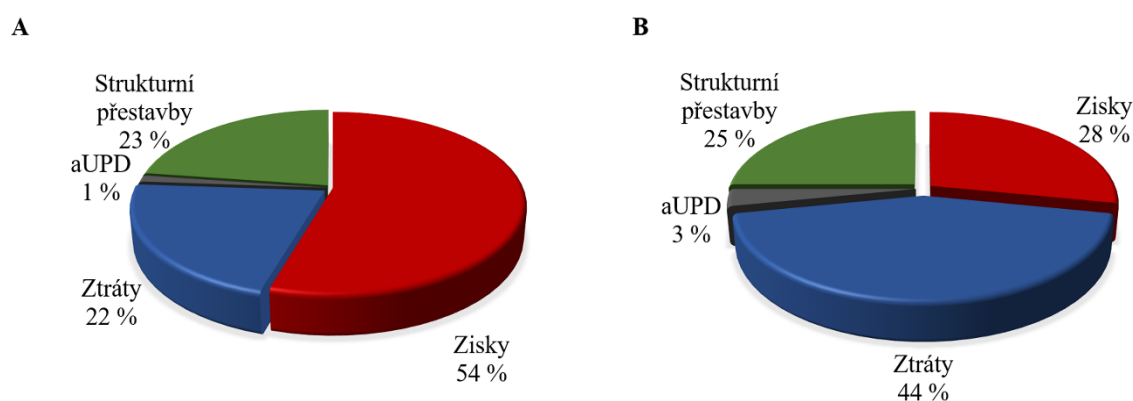 A
Strukturní
přestavby
23 %
aUPD
1 %
Ztráty
22 %
Zisky
54 %
B
Strukturní
přestavby
25 %
Zisky
28 %
aUPD
3 %
Ztráty
44 %